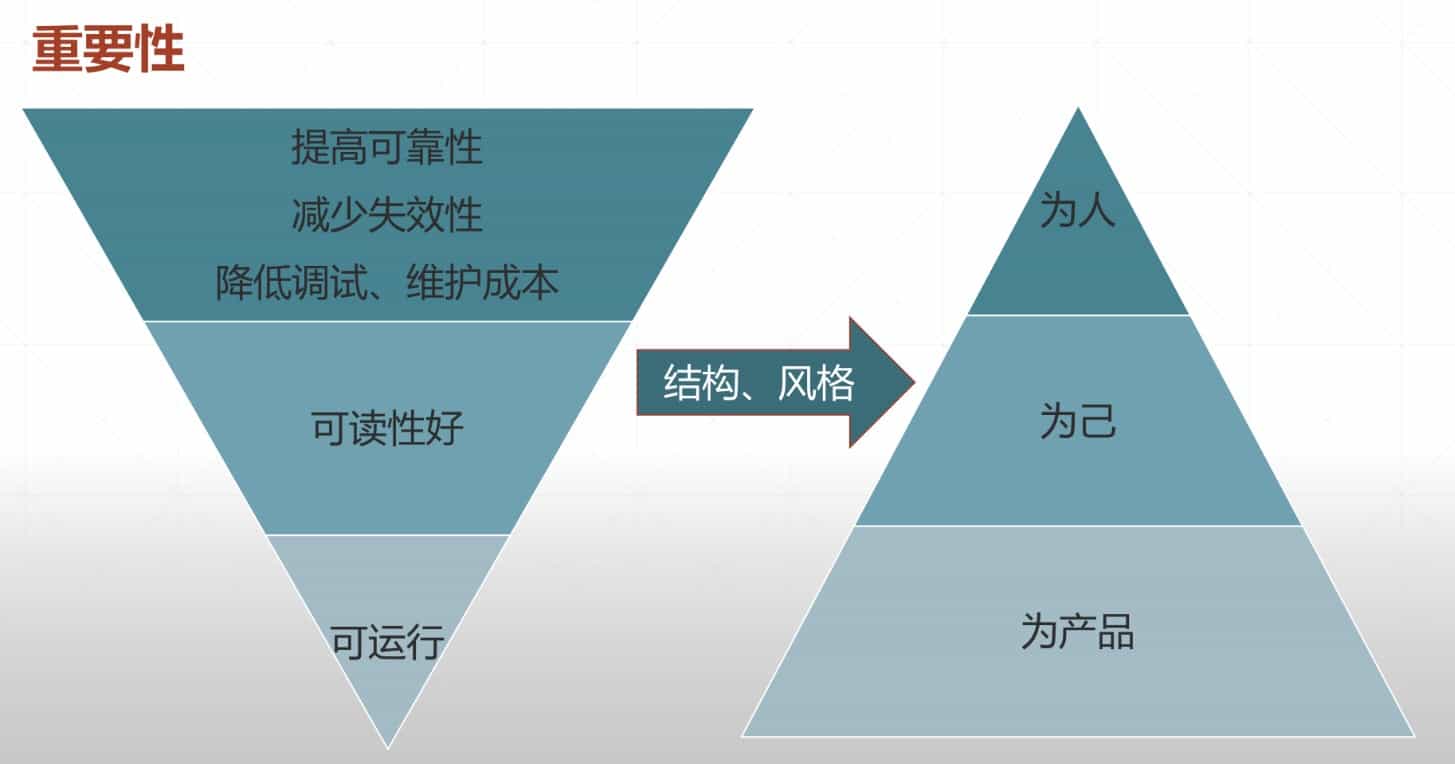 重要性
提高可靠性
减少失效性
降低调试、维护成本
可读性好
可运行
结构、风格
为人
为己
为产品